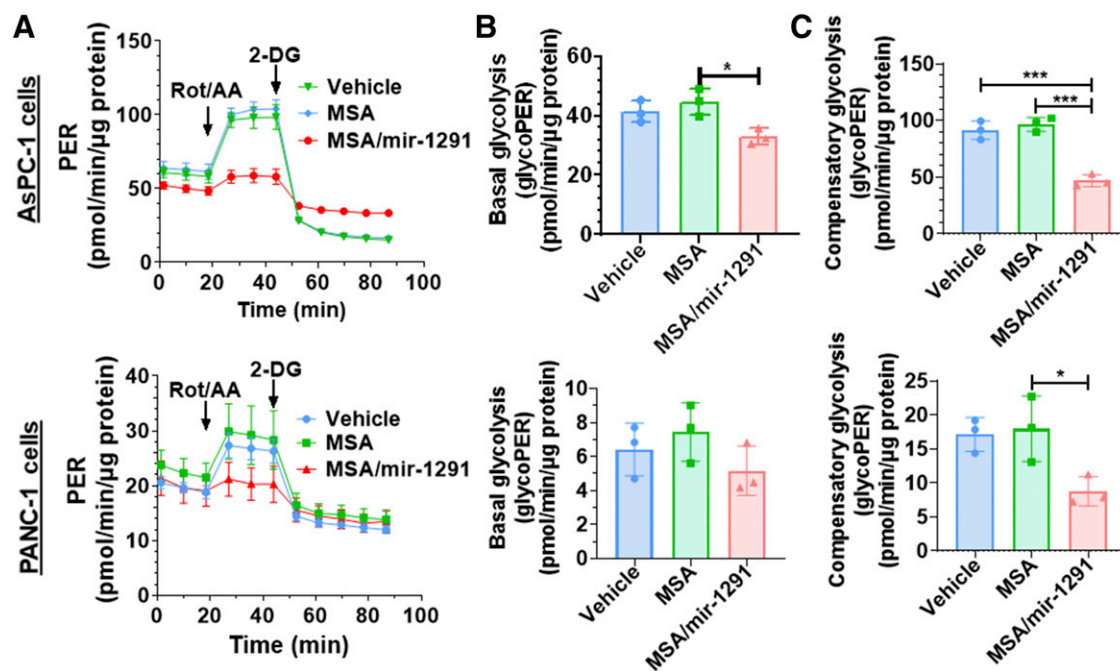 A
B
C
AsPC-1 cells
PER
(pmol/min/µg protein)
150
100
50
0
Rot/AA
2-DG
Vehicle
MSA
MSA/mir-1291
0 20 40 60 80 100
Time (min)
Basal glycolysis
(glycoPER)
(pmol/min/µg protein)
60
40
20
0
*
Vehicle
MSA
MSA/mir-1291
Compensatory glycolysis
(glycoPER)
(pmol/min/µg protein)
150
100
50
0
***
***
Vehicle
MSA
MSA/mir-1291
PANC-1 cells
PER
(pmol/min/µg protein)
40
30
20
10
0
Rot/AA
2-DG
Vehicle
MSA
MSA/mir-1291
0 20 40 60 80 100
Time (min)
Basal glycolysis
(glycoPER)
(pmol/min/µg protein)
10
8
6
4
2
0
Vehicle
MSA
MSA/mir-1291
Compensatory glycolysis
(glycoPER)
(pmol/min/µg protein)
25
20
15
10
5
0
*
Vehicle
MSA
MSA/mir-1291